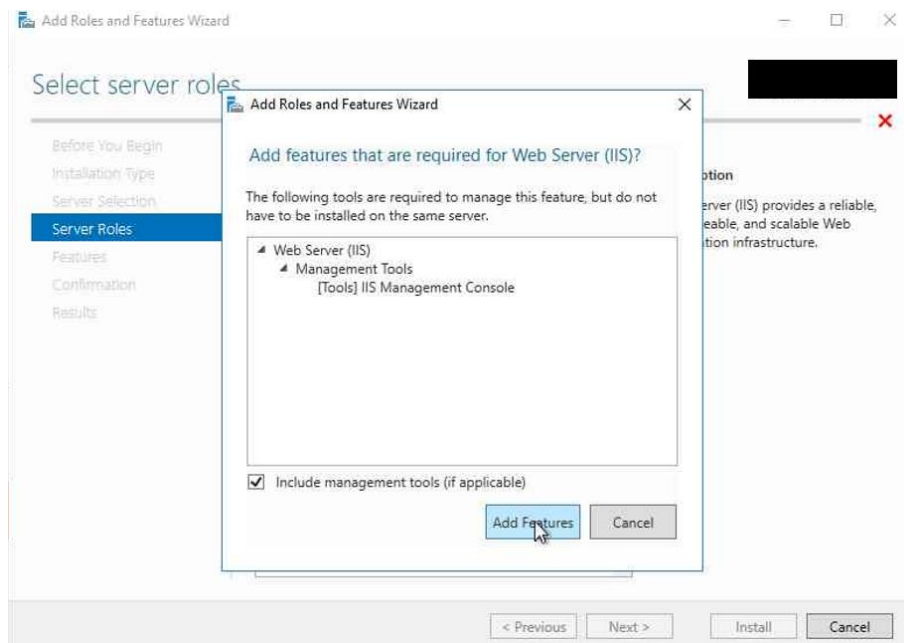 Add Roles and Features Wizard
Select server roles
Before You Begin
Installation Type
Server Selection
Server Roles
Features
Confirmation
Results
Add Roles and Features Wizard
Add features that are required for Web Server (IIS)?
The following tools are required to manage this feature, but do not
have to be installed on the same server.
Web Server (IIS)
Management Tools
[Tools] IIS Management Console
Include management tools (if applicable)
Add Features
Cancel
ption
erver (IIS) provides a reliable,
eable, and scalable Web
tion infrastructure.
< Previous
Next >
Install
Cancel